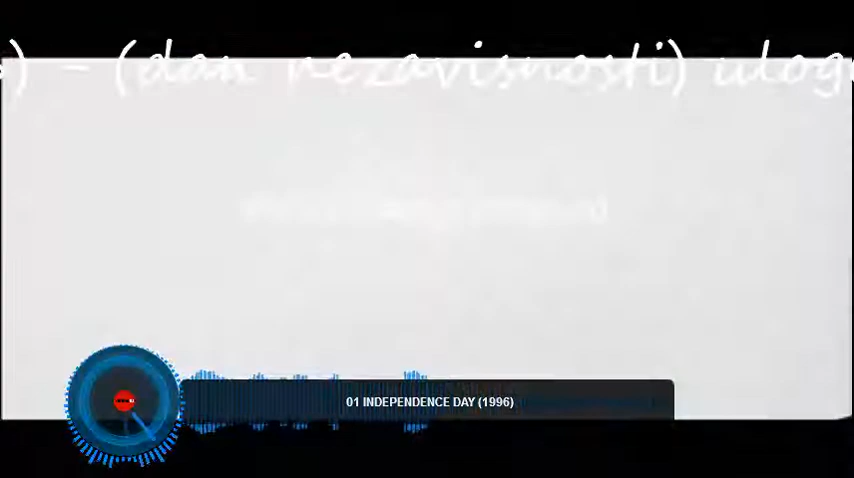 ) - (dan nezavisnosti) ulog
01 INDEPENDENCE DAY (1996)